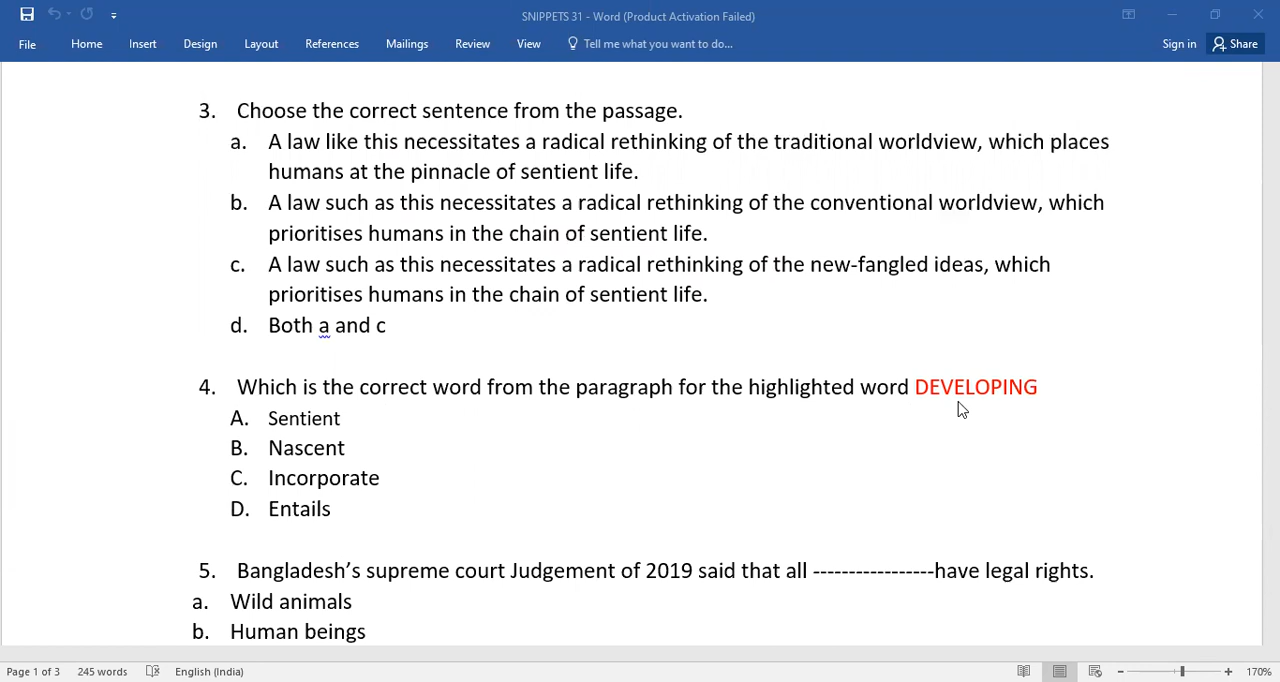 SNIPPETS 31 - Word (Product Activation Failed)
File Home Insert Design Layout References Mailings Review View Tell me what you want to do... Sign in Share
3. Choose the correct sentence from the passage.
a. A law like this necessitates a radical rethinking of the traditional worldview, which places
humans at the pinnacle of sentient life.
b. A law such as this necessitates a radical rethinking of the conventional worldview, which
prioritises humans in the chain of sentient life.
c. A law such as this necessitates a radical rethinking of the new-fangled ideas, which
prioritises humans in the chain of sentient life.
d. Both a and c
4. Which is the correct word from the paragraph for the highlighted word DEVELOPING
A. Sentient
B. Nascent
C. Incorporate
D. Entails
5. Bangladesh’s supreme court Judgement of 2019 said that all -----------------have legal rights.
a. Wild animals
b. Human beings
Page 1 of 3 245 words English (India) 170%